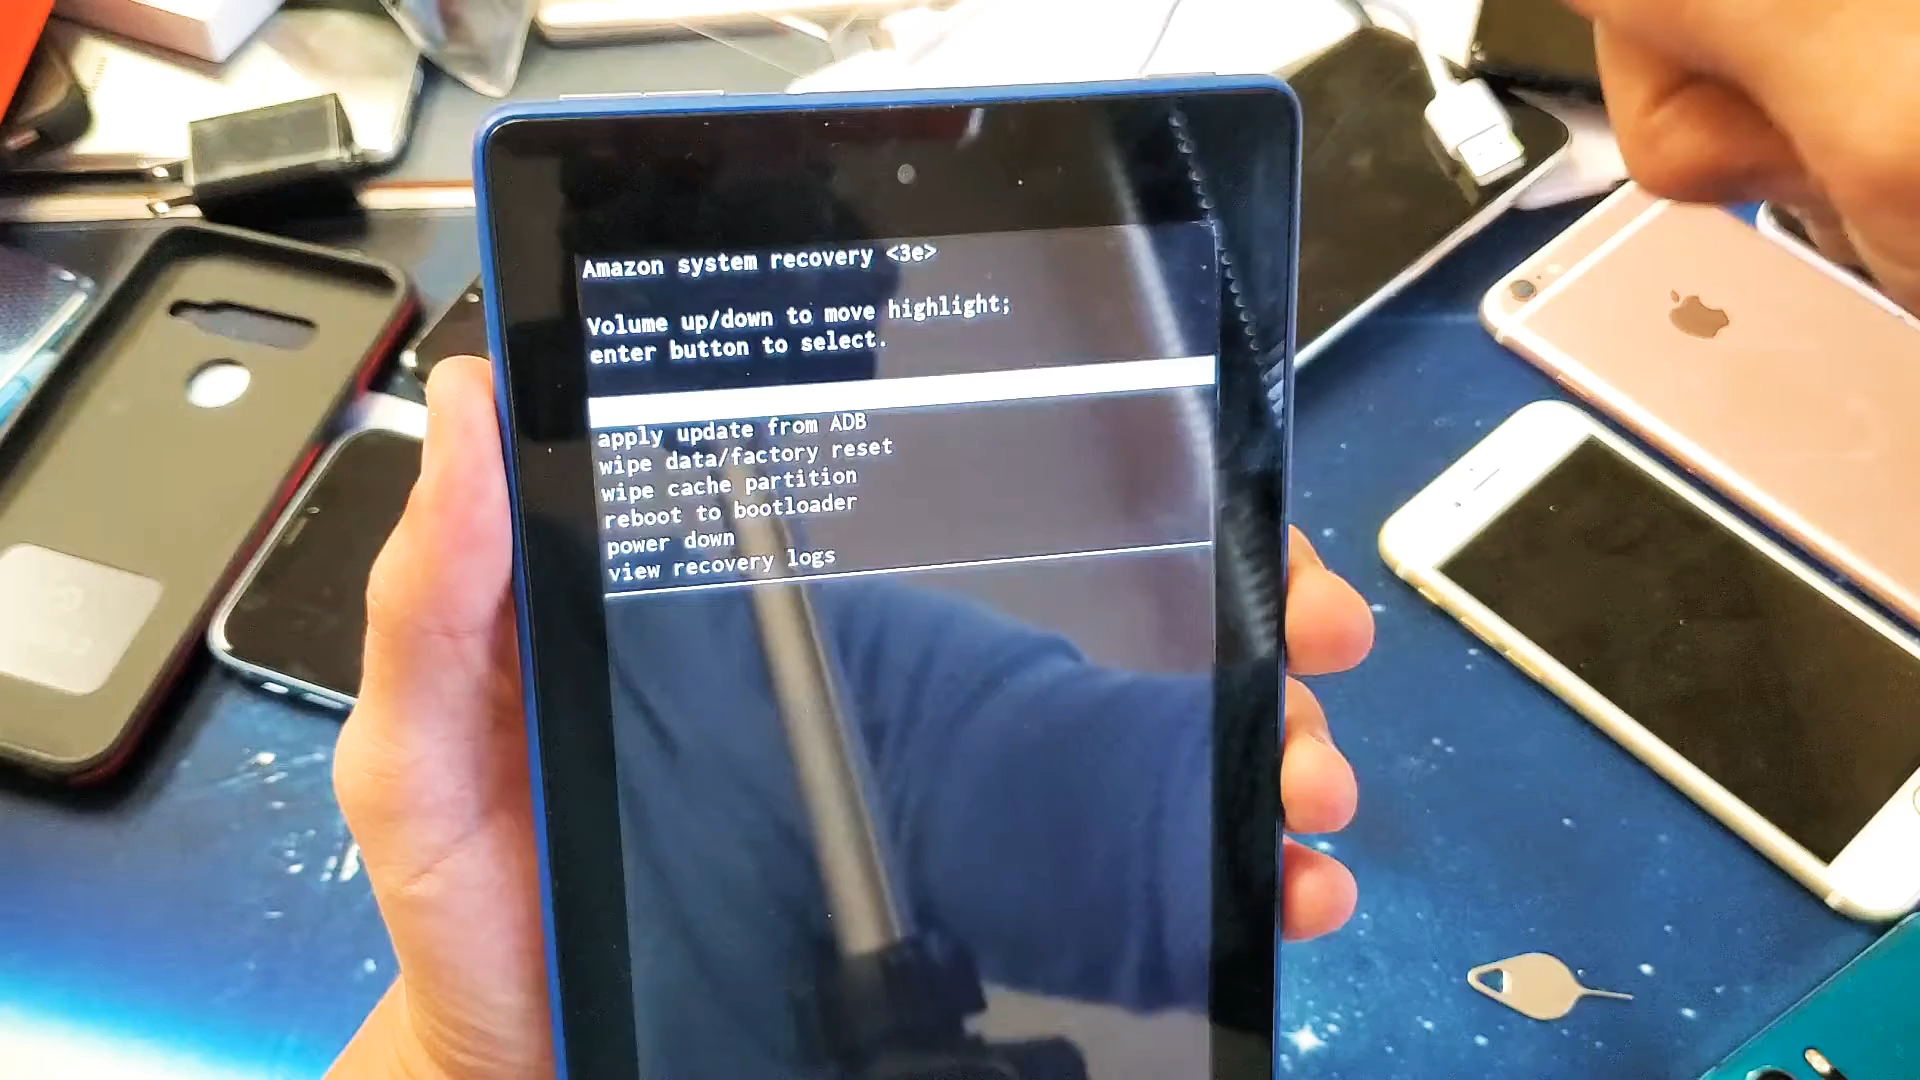 Amazon system recovery <3e>
Volume up/down to move highlight;
enter button to select.
apply update from ADB
wipe data/factory reset
wipe cache partition
reboot to bootloader
power down
view recovery logs